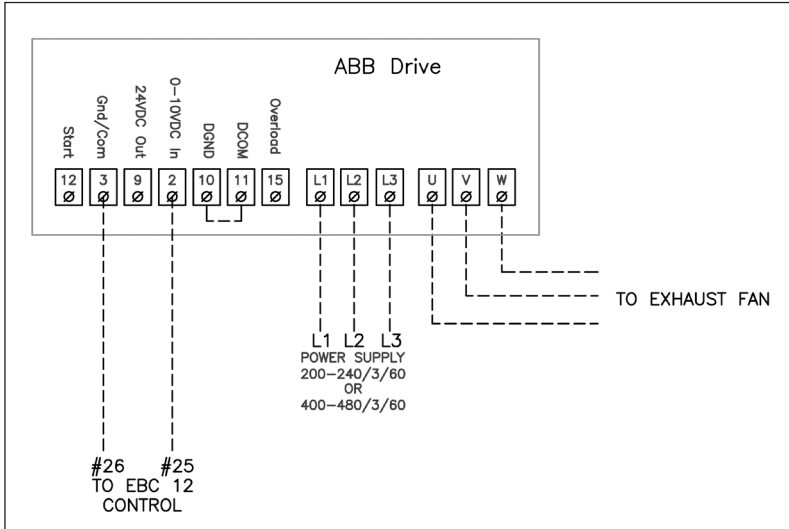 ABB Drive
Start
Gnd/Com
24VDC Out
0-10VDC In
DGND
DCOM
Overload
12 3 9 2 10 11 15 L1 L2 L3 U V W
TO EXHAUST FAN
L1 L2 L3
POWER SUPPLY
200-240/3/60
OR
400-480/3/60
#26 #25
TO EBC 12
CONTROL